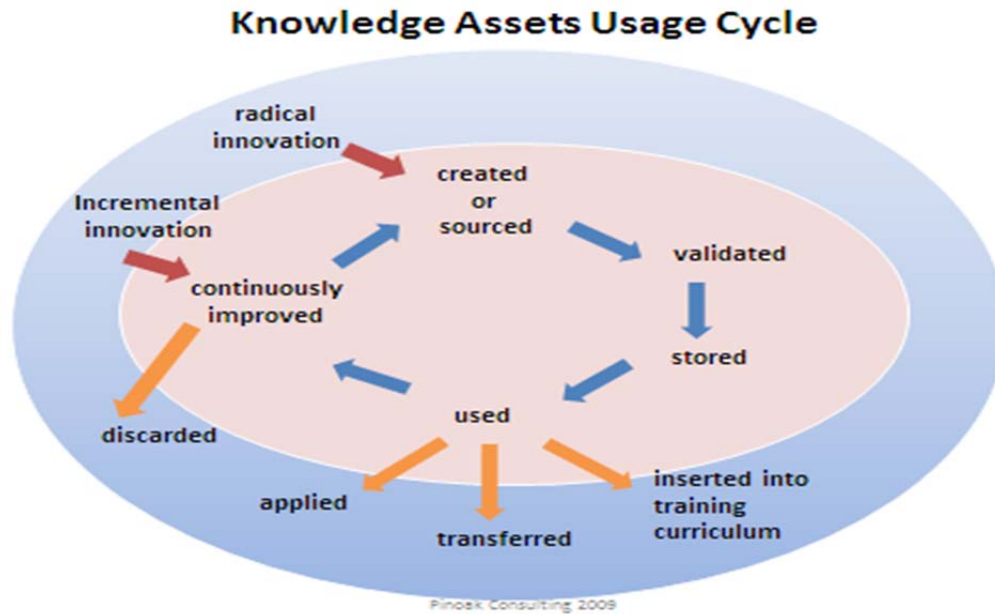 Knowledge Assets Usage Cycle
radical
innovation
created
or
sourced
Incremental
innovation
validated
continuously
improved
stored
used
discarded
applied
inserted into
training
curriculum
transferred
Pinoak Consulting 2009